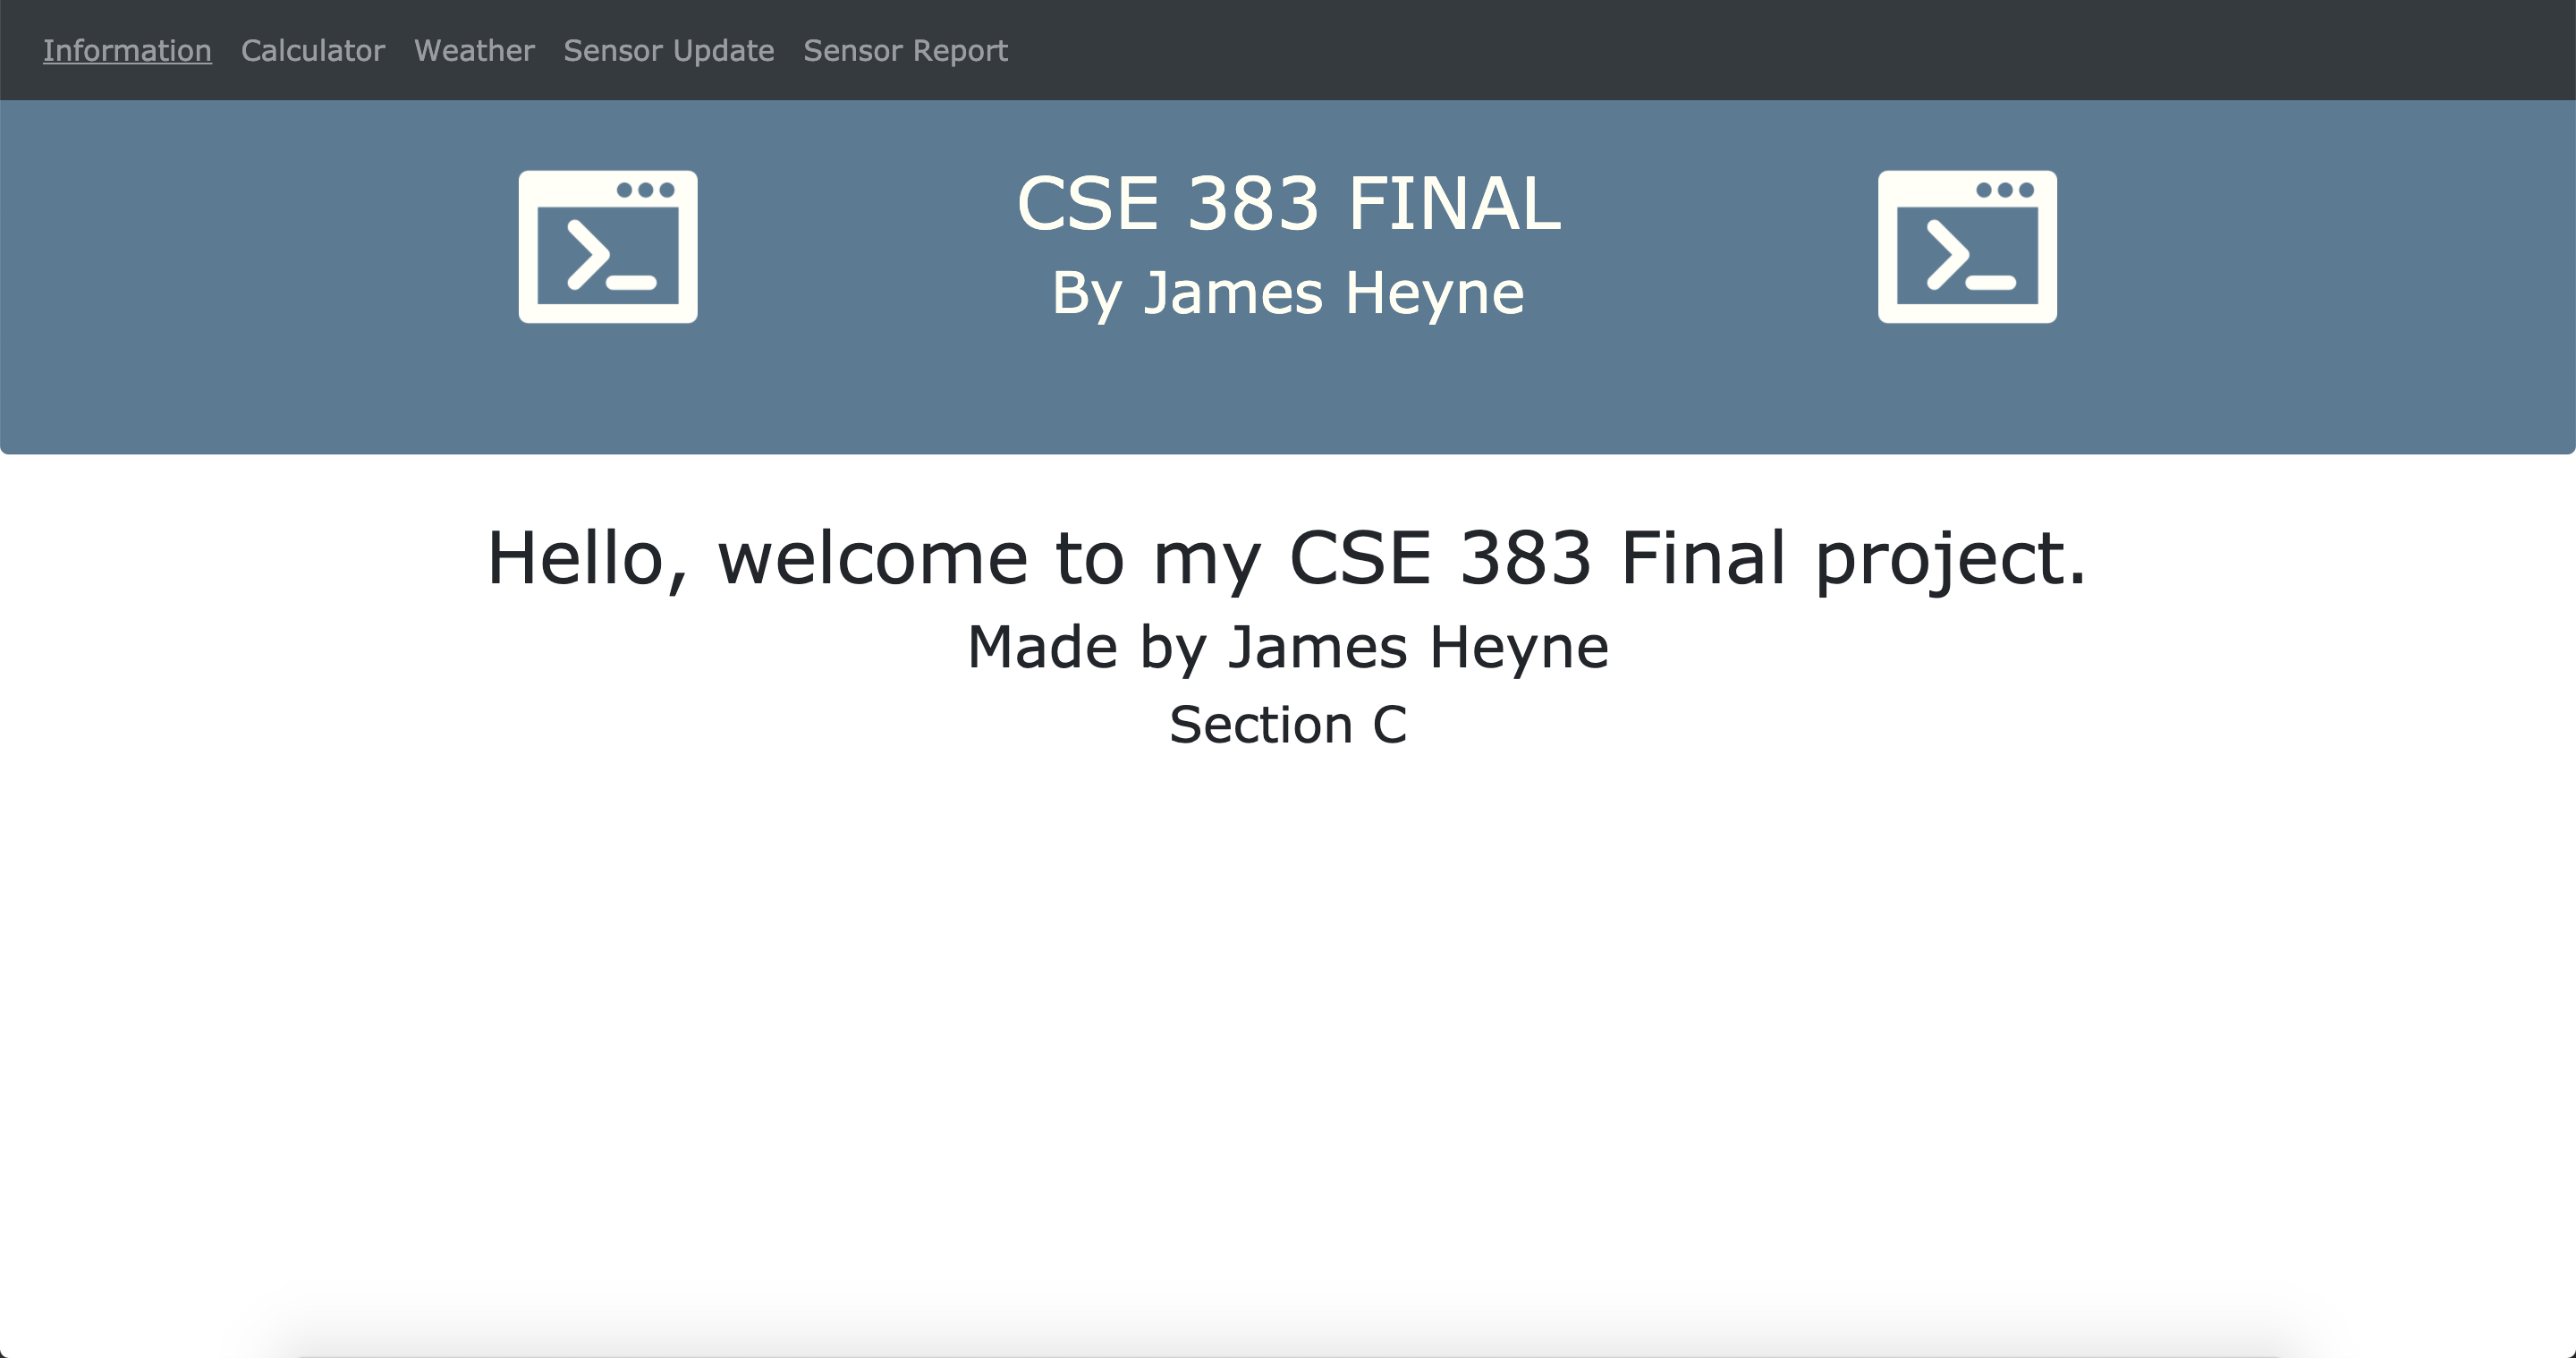 Information Calculator Weather Sensor Update Sensor Report
CSE 383 FINAL
By James Heyne
Hello, welcome to my CSE 383 Final project.
Made by James Heyne
Section C